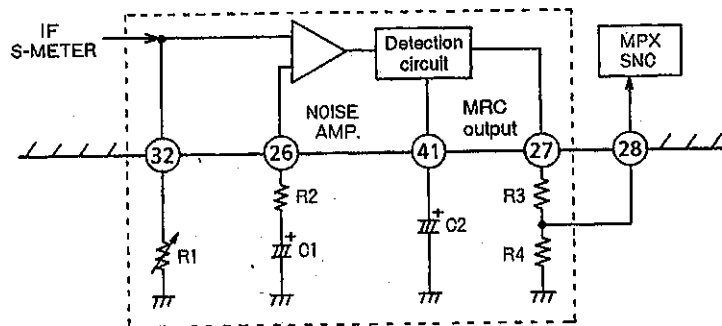 IF
S-METER
Detection
circuit
MPX
SNC
NOISE
AMP.
MRC
output
32
26
41
27
28
R2
R3
R1
C1
C2
R4